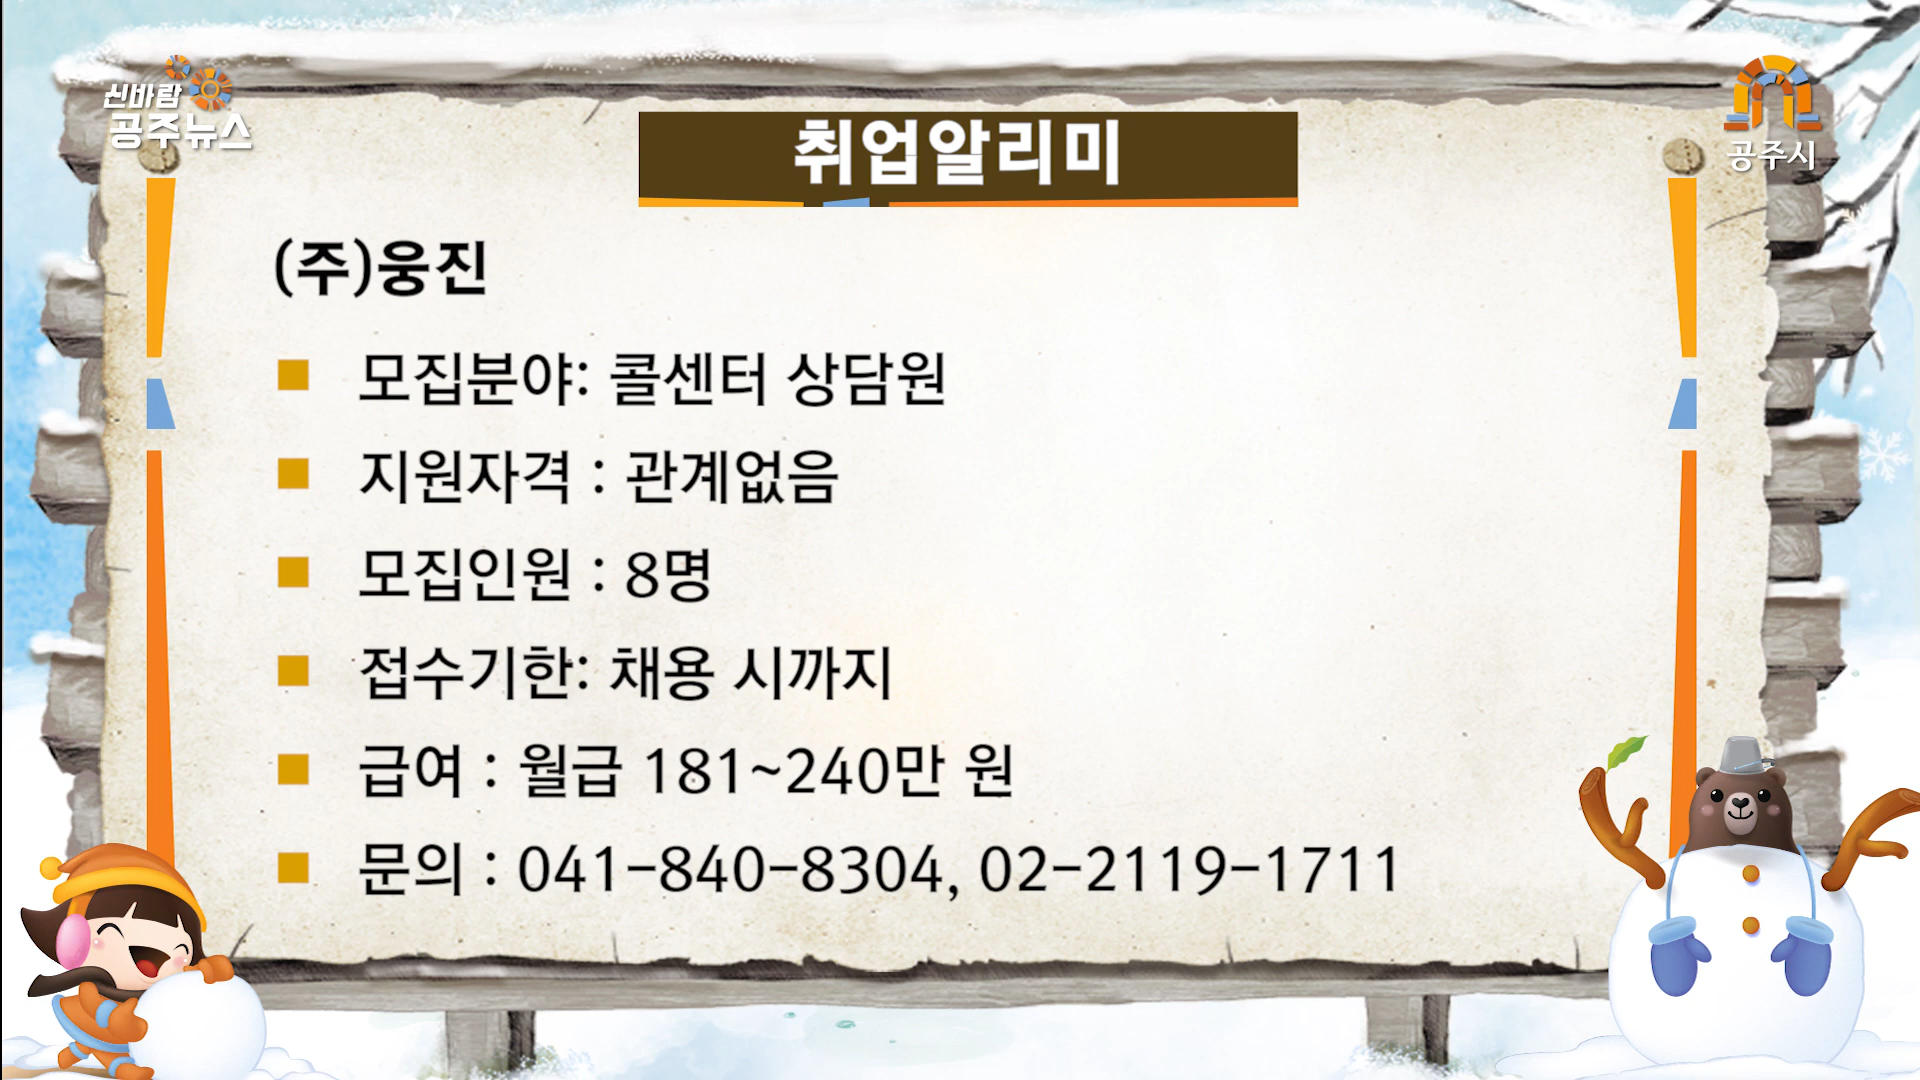 신바람
공주뉴스
공주시
취업알리미
(주)웅진
모집분야: 콜센터 상담원
지원자격 : 관계없음
모집인원 : 8명
접수기한: 채용 시까지
급여 : 월급 181~240만 원
문의 : 041-840-8304, 02-2119-1711